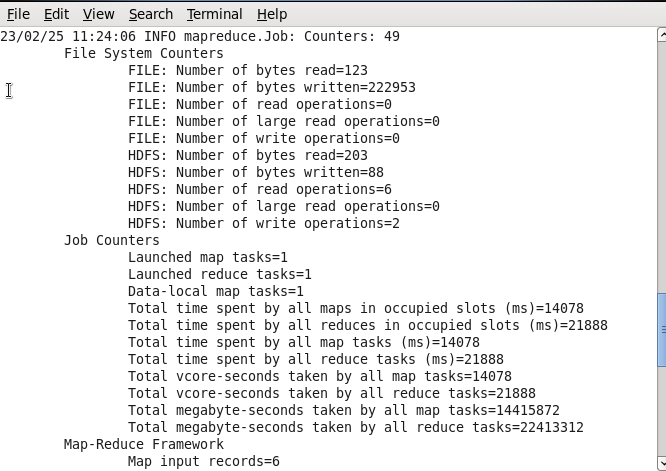 File Edit View Search Terminal Help
23/02/25 11:24:06 INFO mapreduce.Job: Counters: 49
File System Counters
FILE: Number of bytes read=123
FILE: Number of bytes written=222953
FILE: Number of read operations=0
FILE: Number of large read operations=0
FILE: Number of write operations=0
HDFS: Number of bytes read=203
HDFS: Number of bytes written=88
HDFS: Number of read operations=6
HDFS: Number of large read operations=0
HDFS: Number of write operations=2
Job Counters
Launched map tasks=1
Launched reduce tasks=1
Data-local map tasks=1
Total time spent by all maps in occupied slots (ms)=14078
Total time spent by all reduces in occupied slots (ms)=21888
Total time spent by all map tasks (ms)=14078
Total time spent by all reduce tasks (ms)=21888
Total vcore-seconds taken by all map tasks=14078
Total vcore-seconds taken by all reduce tasks=21888
Total megabyte-seconds taken by all map tasks=14415872
Total megabyte-seconds taken by all reduce tasks=22413312
Map-Reduce Framework
Map input records=6